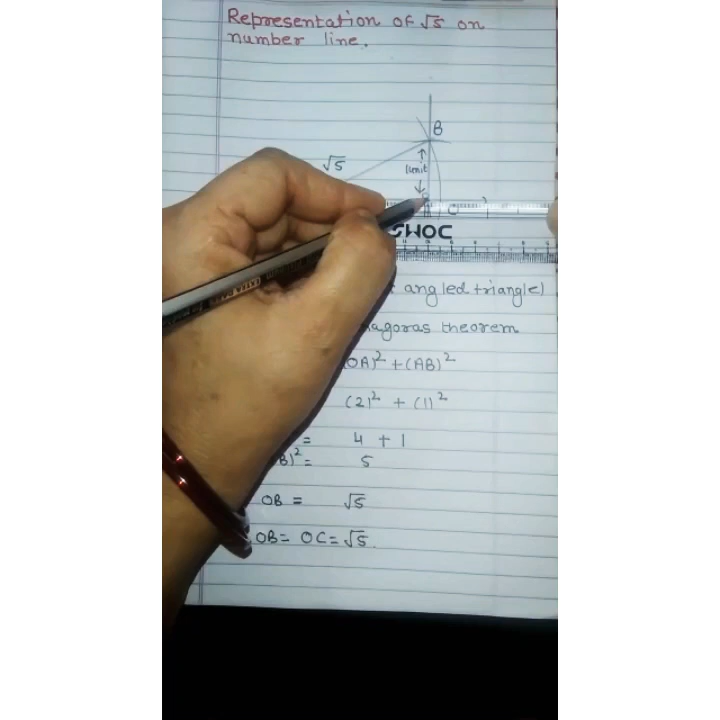 Representation of √5 on
number line.
B
√5
1unit
C
SWOC
angled triangle)
theorem
(OA)² + (AB)²
(2)² + (1)²
= 4 + 1
)² = 5
OB = √5
OB = OC = √5.